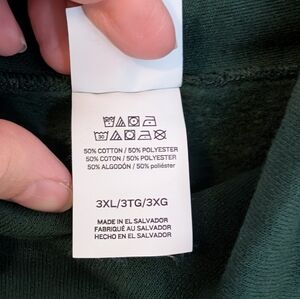 50% COTTON / 50% POLYESTER
50% COTON / 50% POLYESTER
50% ALGODÓN / 50% poliéster
3XL/3TG/3XG
MADE IN EL SALVADOR
FABRIQUÉ AU SALVADOR
HECHO EN EL SALVADOR